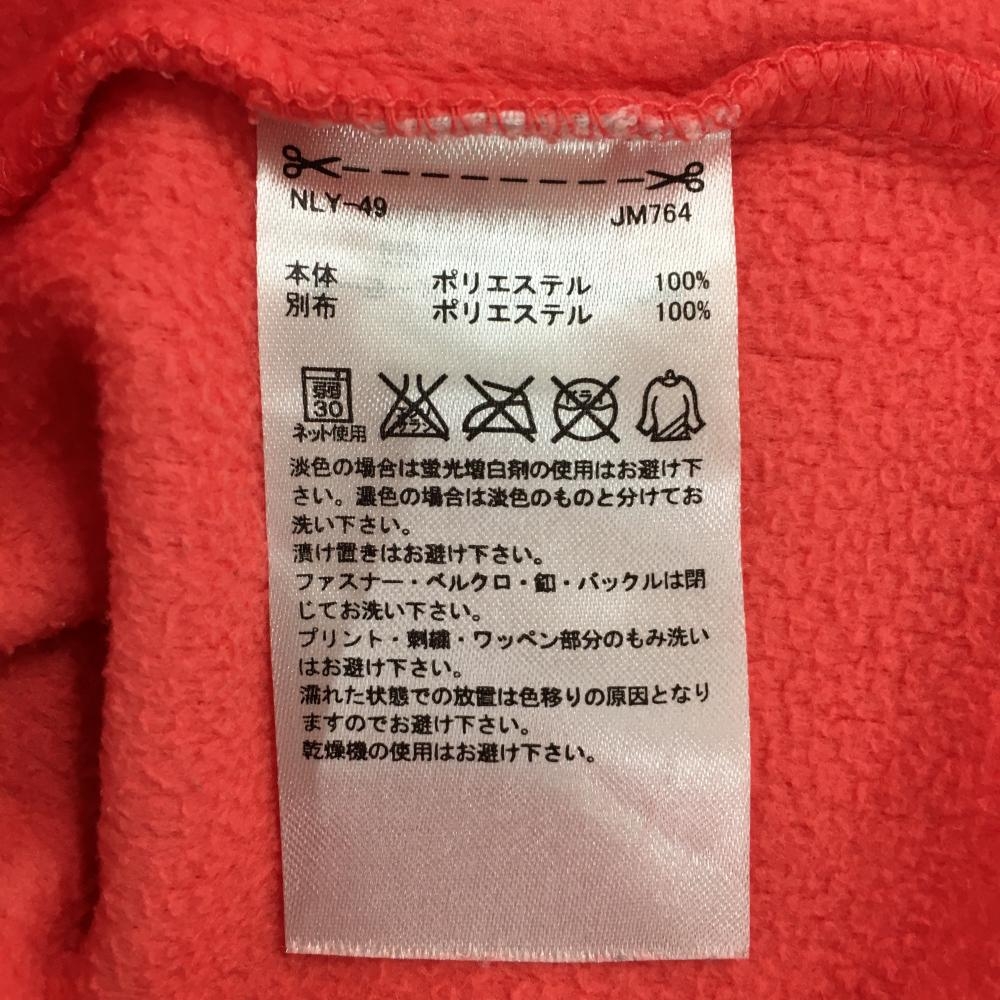 NLY-49 JM764
本体 ポリエステル 100%
別布 ポリエステル 100%
弱
30
ネット使用
エンソ
サラシ
ドライ
淡色の場合は蛍光増白剤の使用はお避け下
さい。濃色の場合は淡色のものと分けてお
洗い下さい。
漬け置きはお避け下さい。
ファスナー・ベルクロ・釦・バックルは閉
じてお洗い下さい。
プリント・刺繍・ワッペン部分のもみ洗い
はお避け下さい。
濡れた状態での放置は色移りの原因となり
ますのでお避け下さい。
乾燥機の使用はお避け下さい。